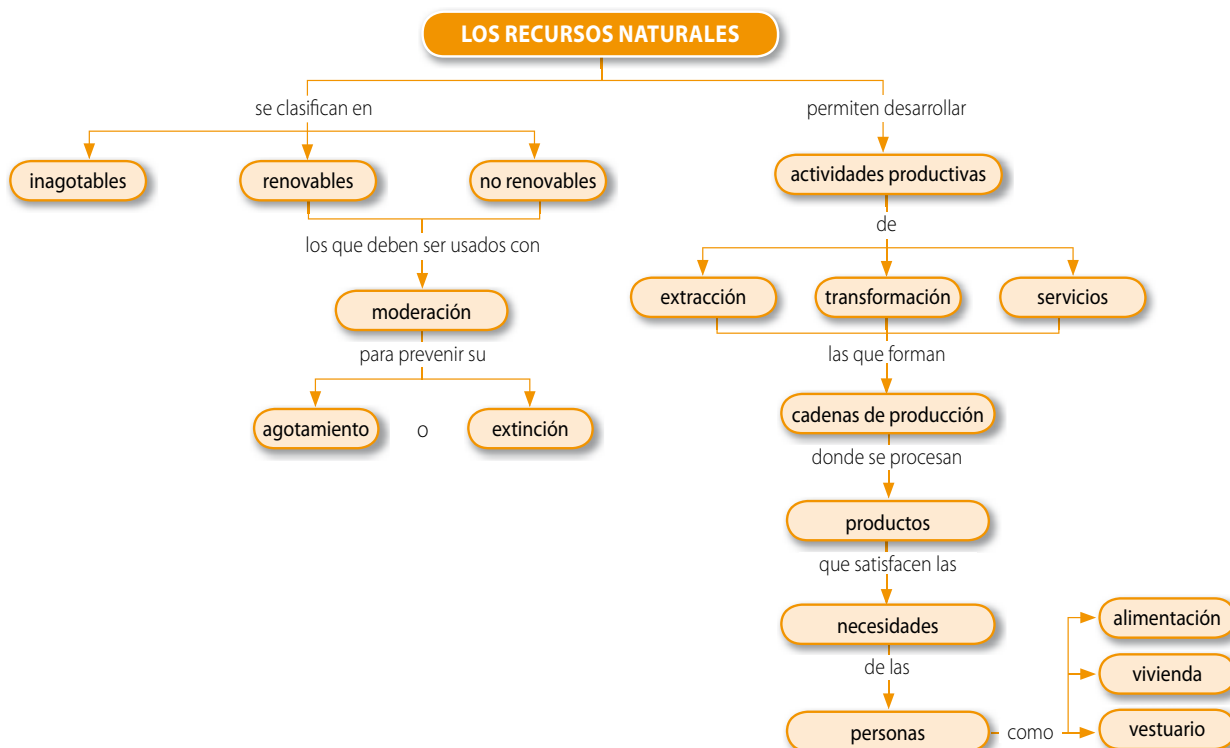 LOS RECURSOS NATURALES
se clasifican en
permiten desarrollar
inagotables
renovables
no renovables
actividades productivas
los que deben ser usados con
de
moderación
extracción
transformación
servicios
para prevenir su
las que forman
agotamiento
o
extinción
cadenas de producción
donde se procesan
productos
que satisfacen las
necesidades
de las
personas
como
alimentación
vivienda
vestuario